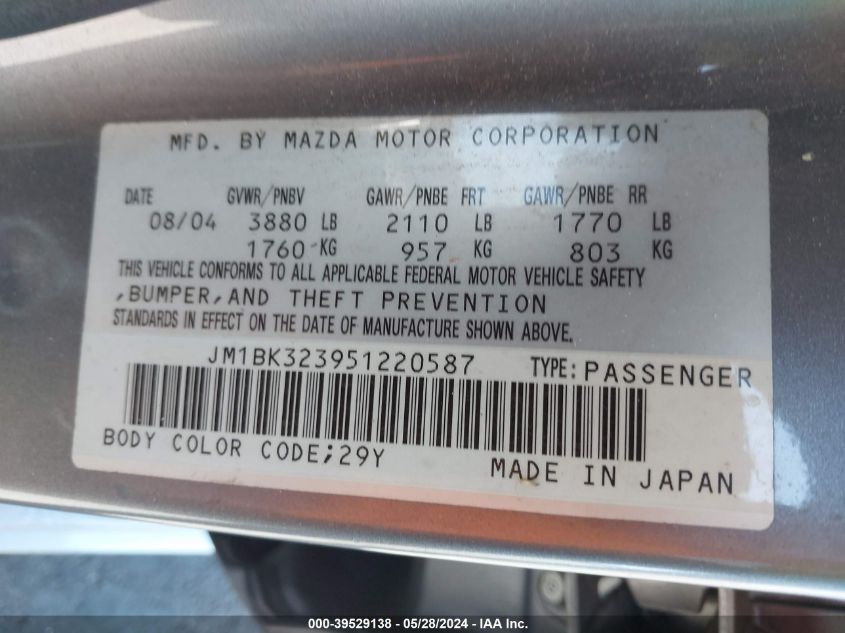 MFD. BY MAZDA MOTOR CORPORATION
DATE GVWR/PNBV GAWR/PNBE FRT GAWR/PNBE RR
08/04 3880 LB 2110 LB 1770 LB
1760 KG 957 KG 803 KG
THIS VEHICLE CONFORMS TO ALL APPLICABLE FEDERAL MOTOR VEHICLE SAFETY
,BUMPER,AND THEFT PREVENTION
STANDARDS IN EFFECT ON THE DATE OF MANUFACTURE SHOWN ABOVE.
JM1BK323951220587 TYPE: PASSENGER
BODY COLOR CODE;29Y
MADE IN JAPAN
000-39529138 - 05/28/2024 - IAA Inc.